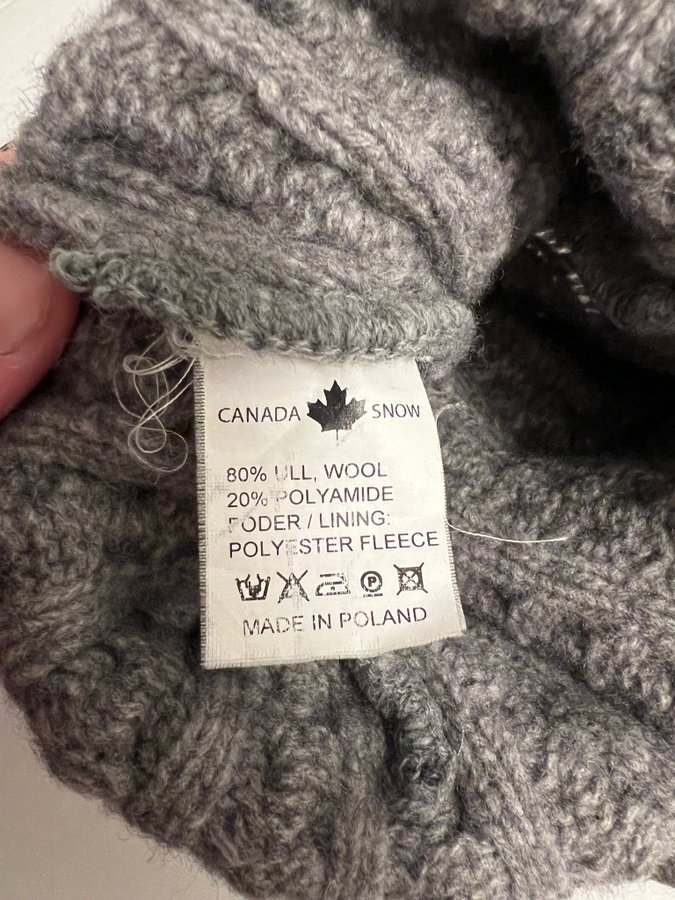 CANADA SNOW
80% ULL, WOOL
20% POLYAMIDE
FODER / LINING:
POLYESTER FLEECE
P
MADE IN POLAND